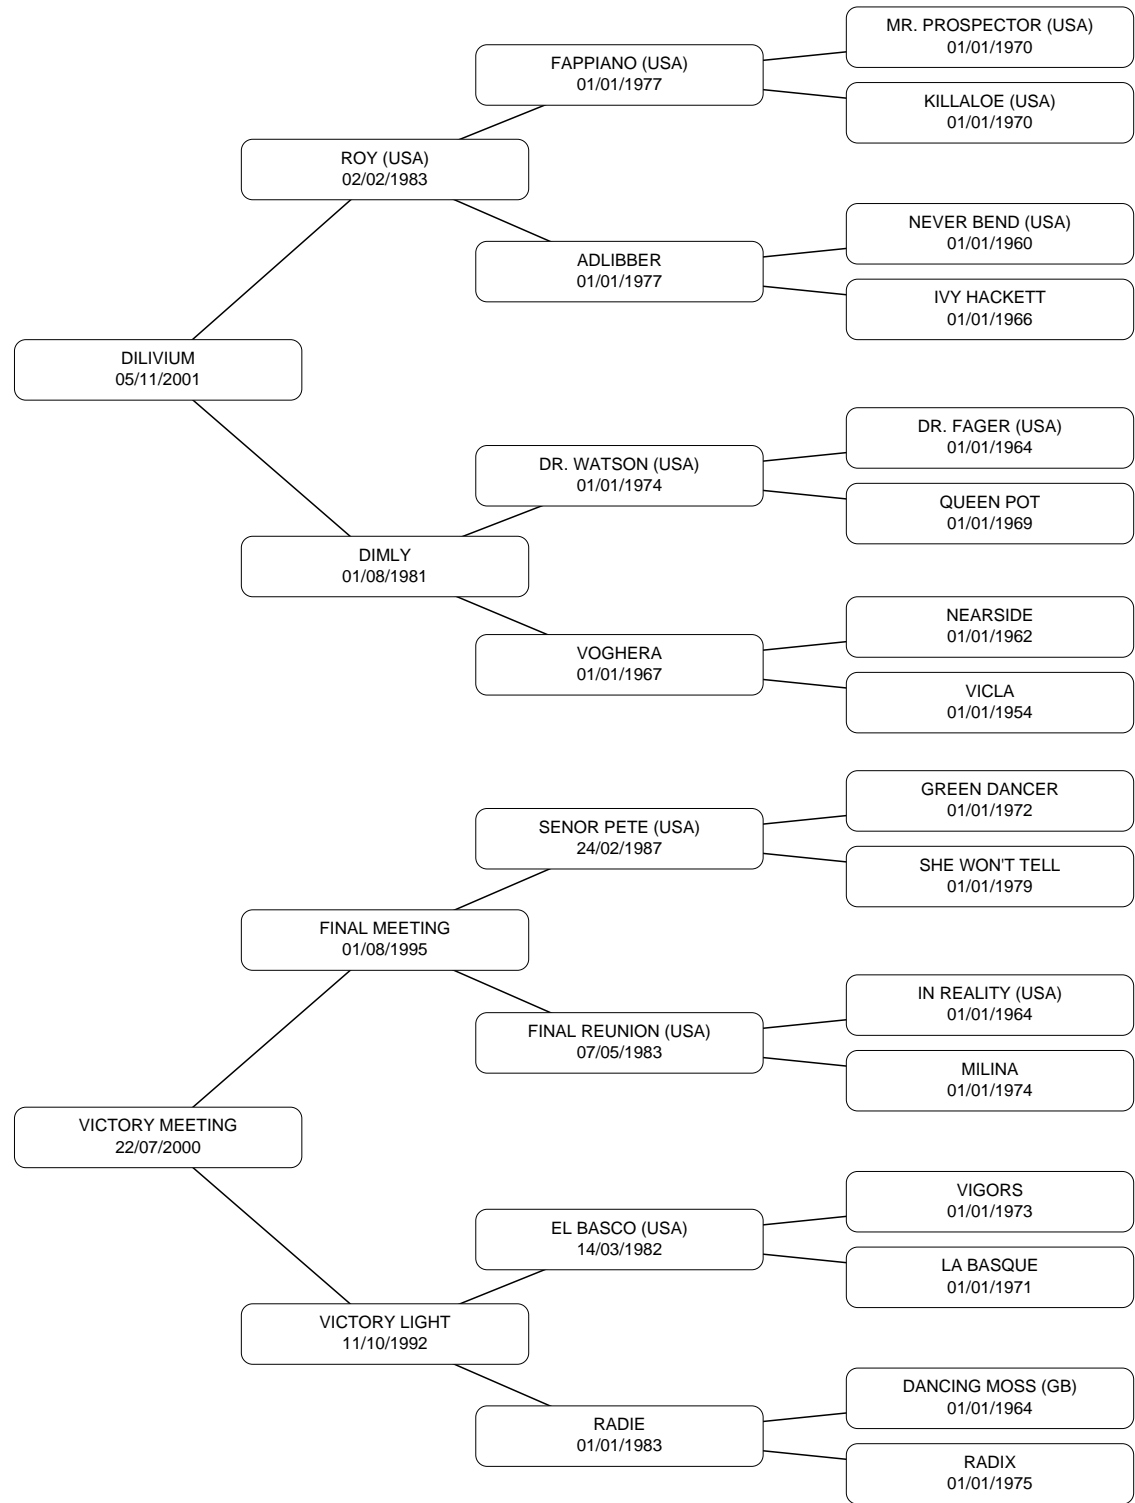 MR. PROSPECTOR (USA)
01/01/1970
FAPPIANO (USA)
01/01/1977
KILLALOE (USA)
01/01/1970
ROY (USA)
02/02/1983
NEVER BEND (USA)
01/01/1960
ADLIBBER
01/01/1977
IVY HACKETT
01/01/1966
DILIVIUM
05/11/2001
DR. FAGER (USA)
01/01/1964
DR. WATSON (USA)
01/01/1974
QUEEN POT
01/01/1969
DIMLY
01/08/1981
NEARSIDE
01/01/1962
VOGHERA
01/01/1967
VICLA
01/01/1954
GREEN DANCER
01/01/1972
SENOR PETE (USA)
24/02/1987
SHE WON'T TELL
01/01/1979
FINAL MEETING
01/08/1995
IN REALITY (USA)
01/01/1964
FINAL REUNION (USA)
07/05/1983
MILINA
01/01/1974
VICTORY MEETING
22/07/2000
VIGORS
01/01/1973
EL BASCO (USA)
14/03/1982
LA BASQUE
01/01/1971
VICTORY LIGHT
11/10/1992
DANCING MOSS (GB)
01/01/1964
RADIE
01/01/1983
RADIX
01/01/1975